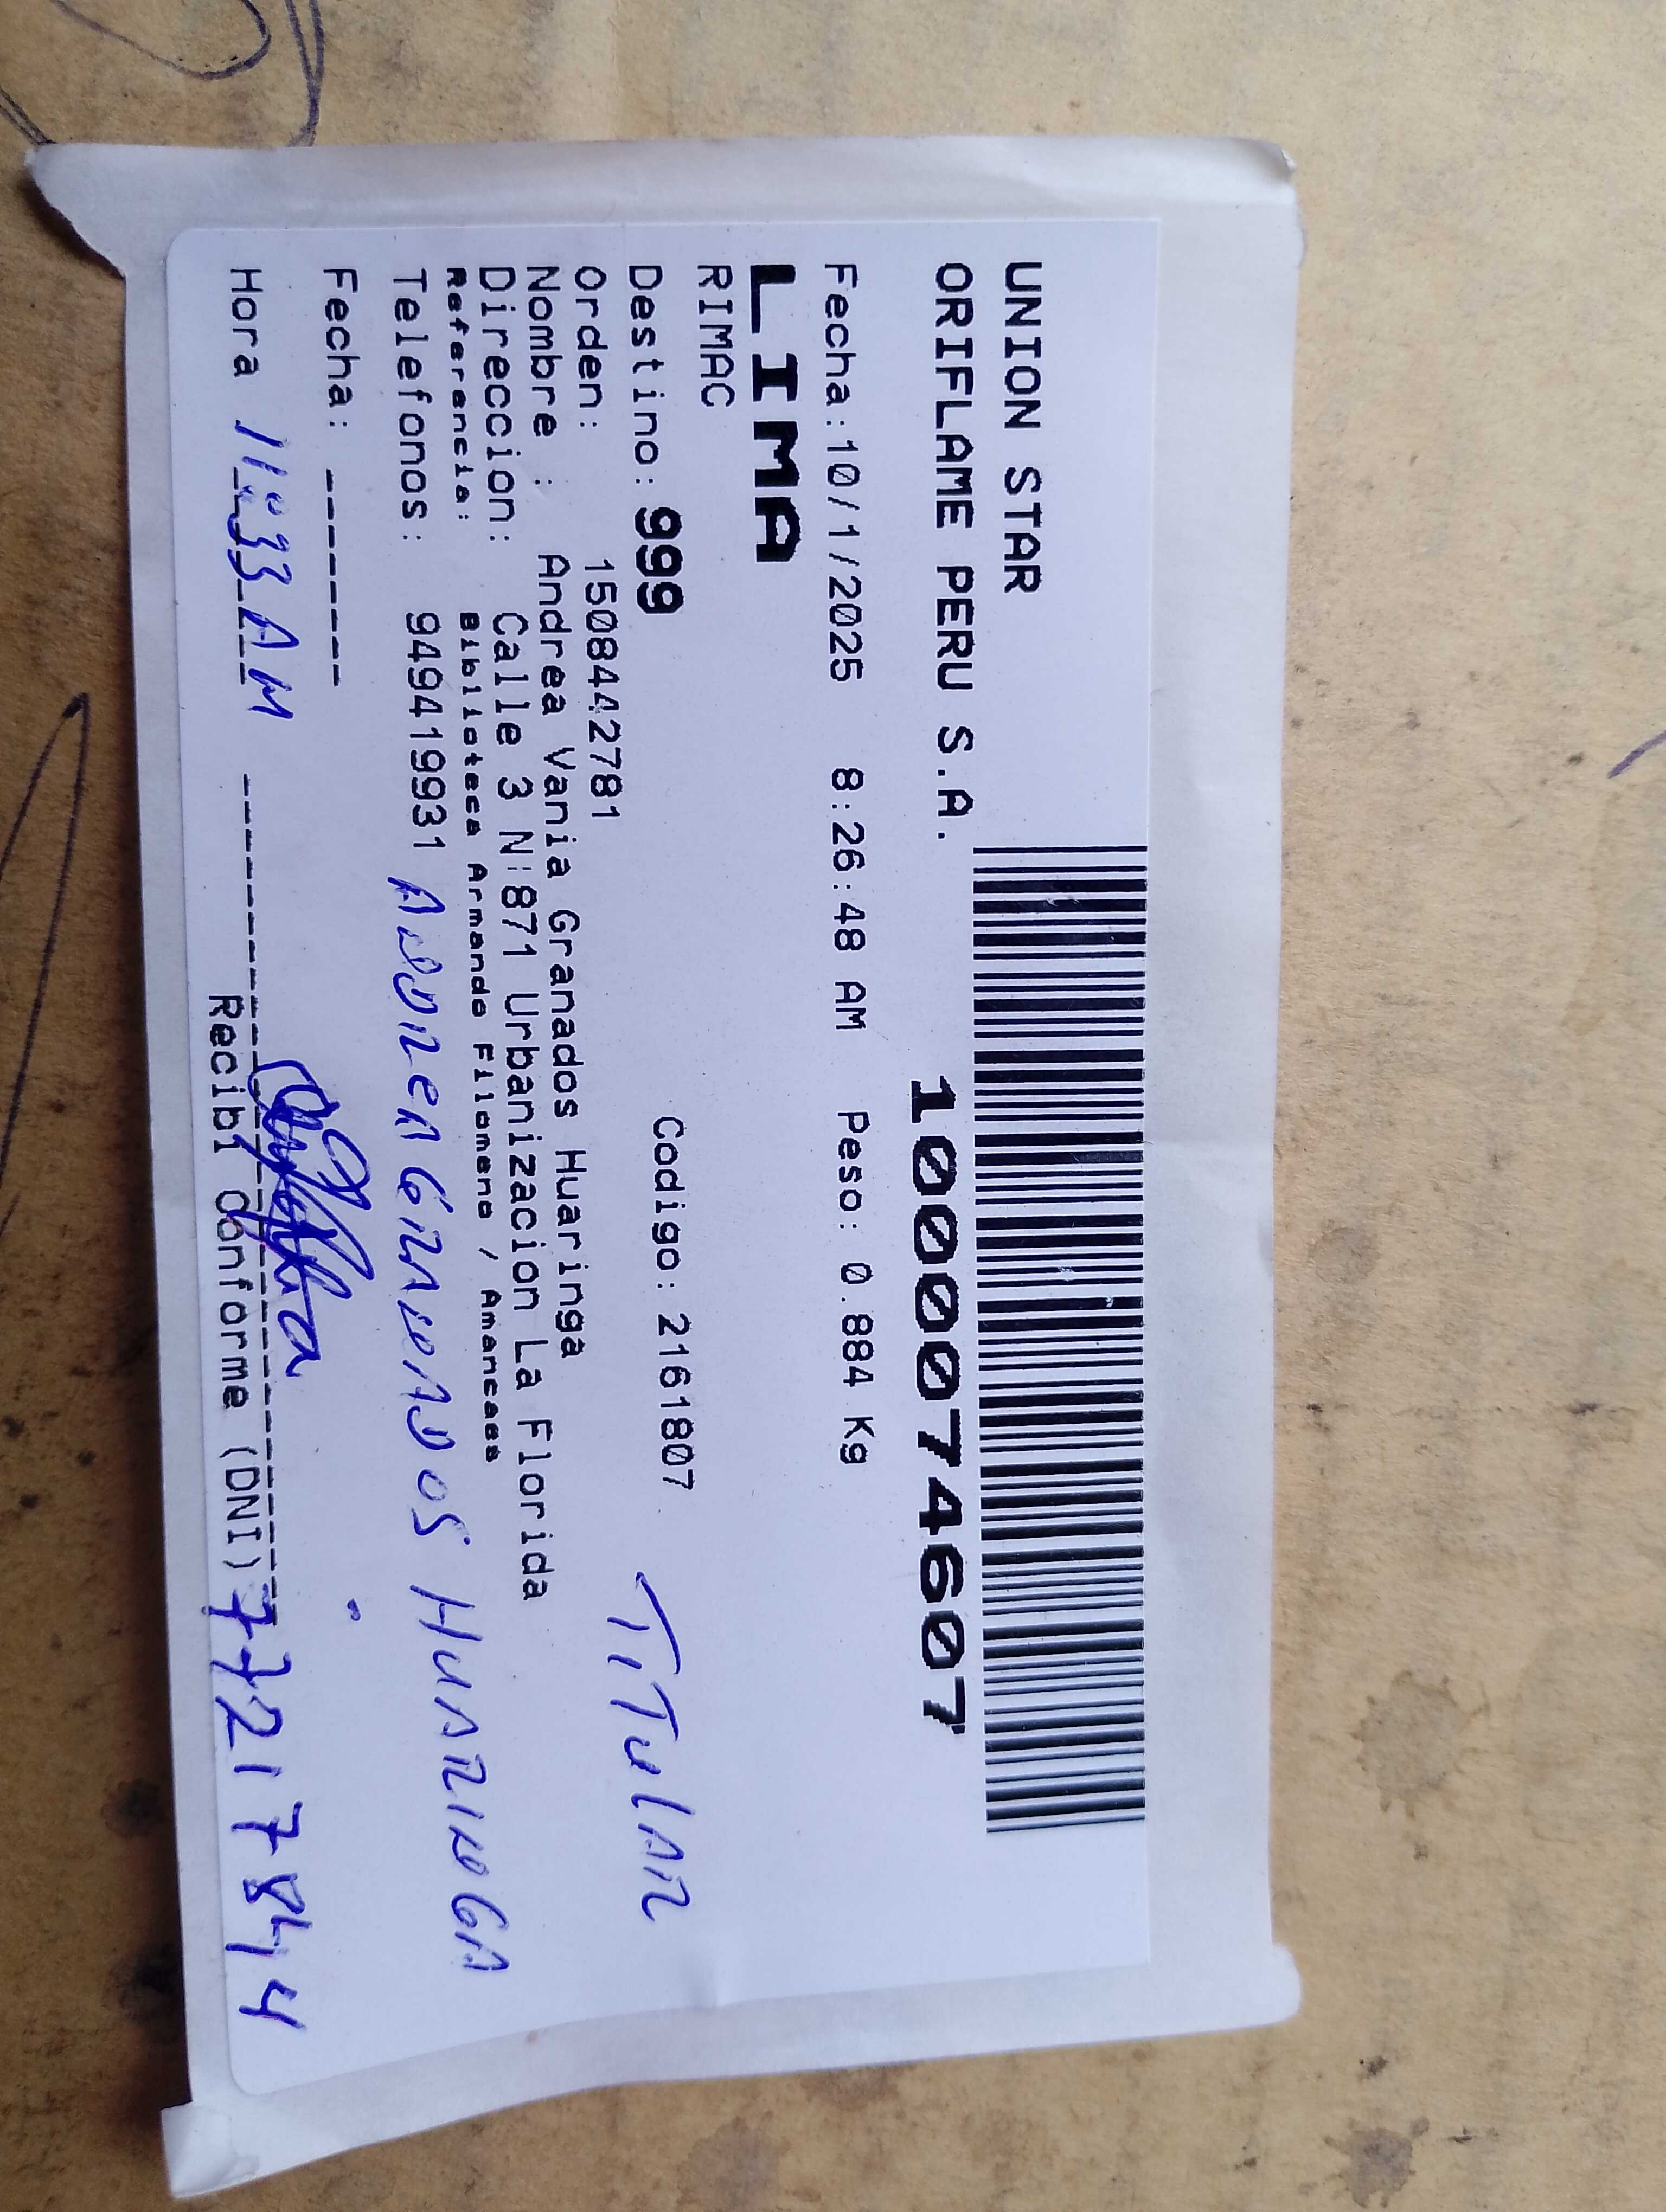 UNION STAR
ORIFLAME PERU S.A.
1000074607
Fecha:10/1/2025 8:26:48 AM Peso: 0.884 Kg
LIMA
RIMAC
Destino: 999 Codigo: 2161807
TITULAR
Orden: 1508442781
Nombre : Andrea Vania Granados Huaringa
Direccion: Calle 3 N:871 Urbanizacion La Florida
Referencia: Biblioteca Armando Filomeno / Amancaes
Telefonos: 949419931 ANDREA GRANADOS HUARINGA
Fecha: ------
Hora 11:33 AM
Recibi Conforme (DNI) 77217844